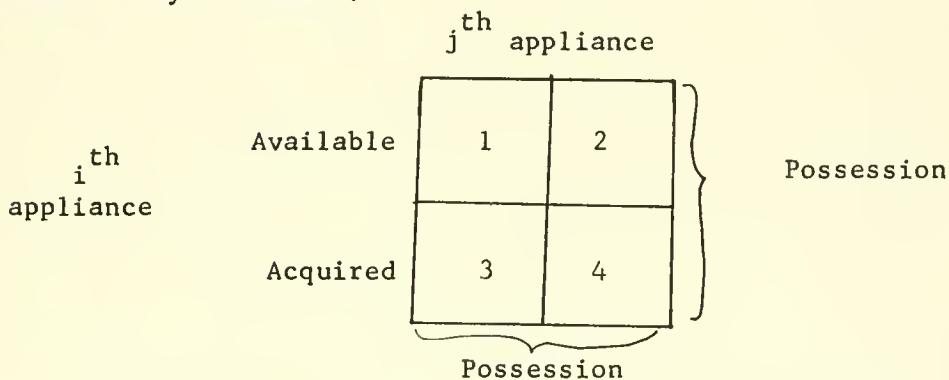 j th appliance
Available 1 2
i th
appliance
Possession
Acquired 3 4
Possession